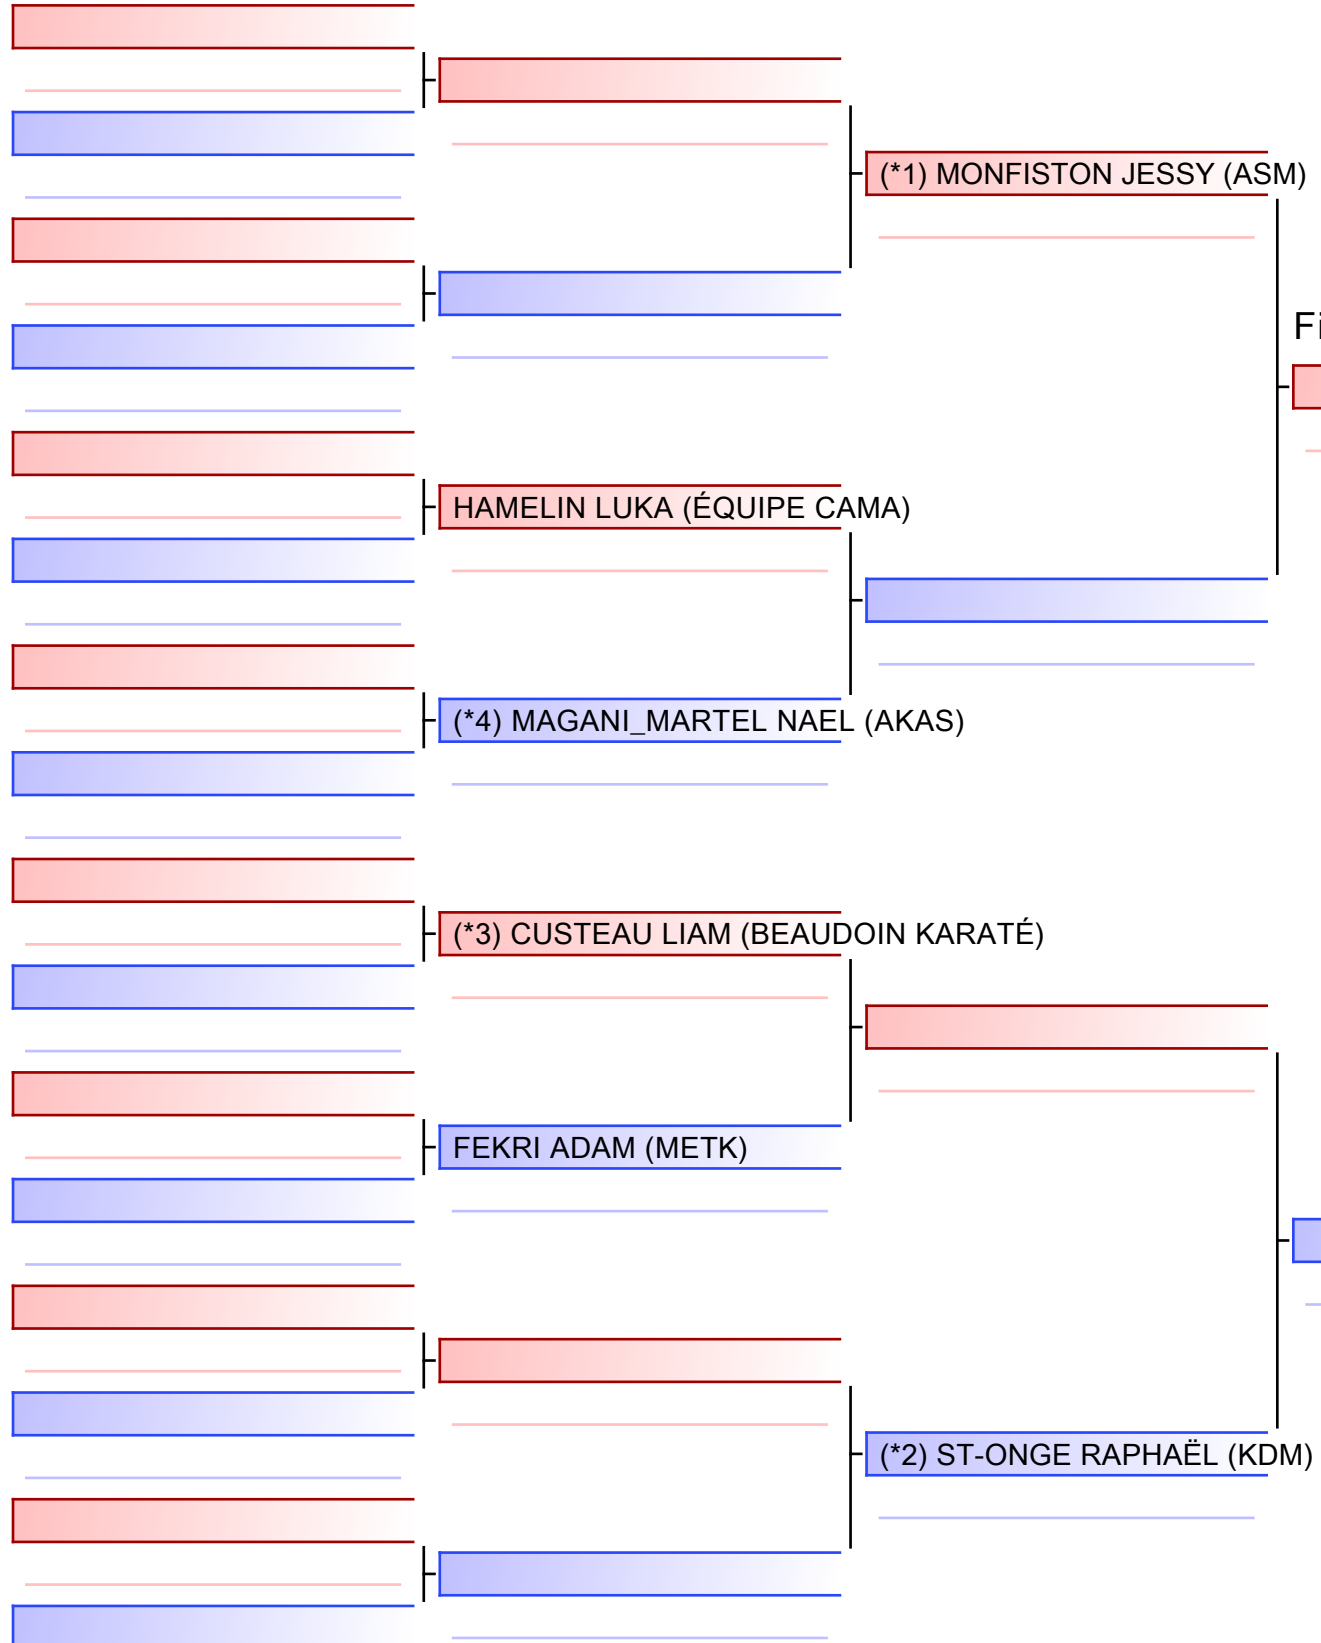 (*1) MONFISTON JESSY (ASM)
Fi
HAMELIN LUKA (ÉQUIPE CAMA)
(*4) MAGANI_MARTEL NAEL (AKAS)
(*3) CUSTEAU LIAM (BEAUDOIN KARATÉ)
FEKRI ADAM (METK)
(*2) ST-ONGE RAPHAËL (KDM)